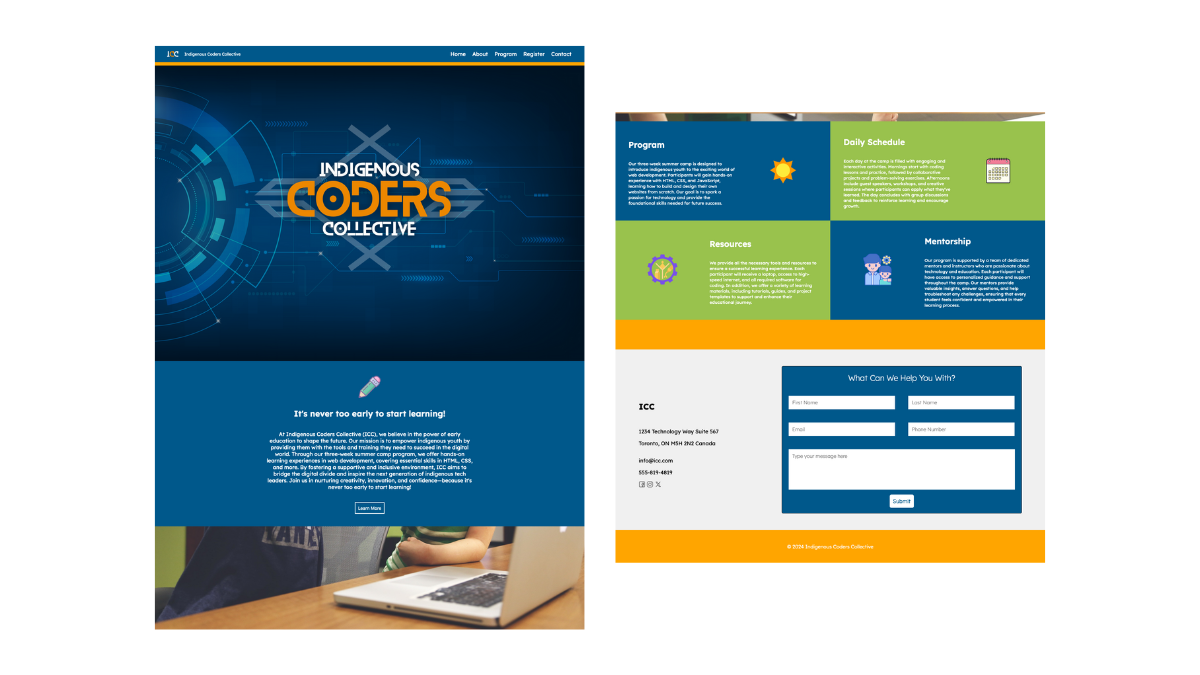 ICC Indigenous Coders Collective
Home About Program Register Contact
INDIGENOUS
CODERS
COLLECTIVE
It's never too early to start learning!
At Indigenous Coders Collective (ICC), we believe in the power of early
education to shape the future. Our mission is to empower indigenous youth by
providing them with the tools and training they need to succeed in the digital
world. Through our three-week summer camp program, we offer hands-on
learning experiences in web development, covering essential skills in HTML, CSS,
and more. By fostering a supportive and inclusive environment, ICC aims to
bridge the digital divide and inspire the next generation of indigenous tech
leaders. Join us in nurturing creativity, innovation, and confidence—because it's
never too early to start learning!
Learn More
Program
Our three-week summer camp is designed to
introduce indigenous youth to the exciting world of
web development. Participants will gain hands-on
experience with HTML, CSS, and JavaScript,
learning how to build and design their own
websites from scratch. Our goal is to spark a
passion for technology and provide the
foundational skills needed for future success.
Daily Schedule
Each day at the camp is filled with engaging and
interactive activities. Mornings start with coding
lessons and practice, followed by collaborative
projects and problem-solving exercises. Afternoons
include guest speakers, workshops, and creative
sessions where participants can apply what they've
learned. The day concludes with group discussions
and feedback to reinforce learning and encourage
growth.
Resources
We provide all the necessary tools and resources to
ensure a successful learning experience. Each
participant will receive a laptop, access to high-
speed internet, and all required software for
coding. In addition, we offer a variety of learning
materials, including tutorials, guides, and project
templates to support and enhance their
educational journey.
Mentorship
Our program is supported by a team of dedicated
mentors and instructors who are passionate about
technology and education. Each participant will
have access to personalized guidance and support
throughout the camp. Our mentors provide
valuable insights, answer questions, and help
troubleshoot any challenges, ensuring that every
student feels confident and empowered in their
learning process.
ICC
1234 Technology Way Suite 567
Toronto, ON M5H 2N2 Canada
info@icc.com
555-819-4819
What Can We Help You With?
First Name
Last Name
Email
Phone Number
Type your message here
Submit
© 2024 Indigenous Coders Collective